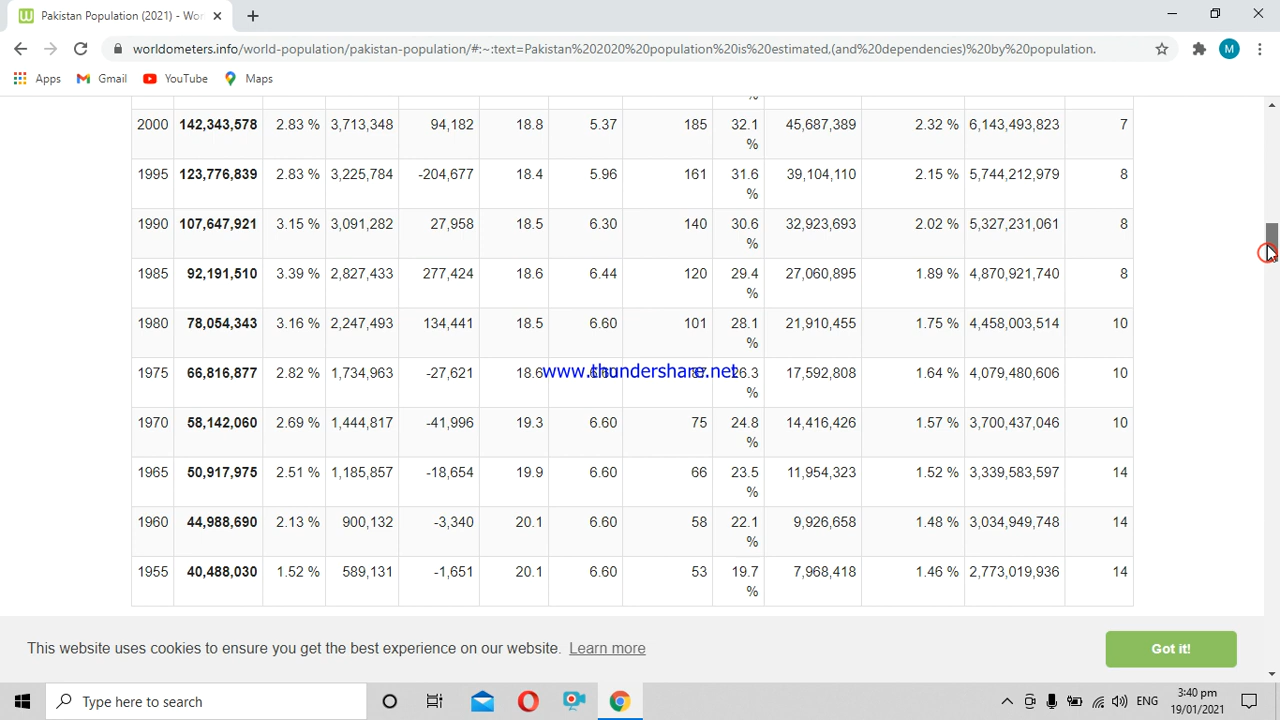 Pakistan Population (2021) - Wor
worldometers.info/world-population/pakistan-population/#:~:text=Pakistan%202020%20population%20is%20estimated,(and%20dependencies)%20by%20population.
M
Apps Gmail YouTube Maps
%
2000 142,343,578 2.83 % 3,713,348 94,182 18.8 5.37 185 32.1 % 45,687,389 2.32 % 6,143,493,823 7
1995 123,776,839 2.83 % 3,225,784 -204,677 18.4 5.96 161 31.6 % 39,104,110 2.15 % 5,744,212,979 8
1990 107,647,921 3.15 % 3,091,282 27,958 18.5 6.30 140 30.6 % 32,923,693 2.02 % 5,327,231,061 8
1985 92,191,510 3.39 % 2,827,433 277,424 18.6 6.44 120 29.4 % 27,060,895 1.89 % 4,870,921,740 8
1980 78,054,343 3.16 % 2,247,493 134,441 18.5 6.60 101 28.1 % 21,910,455 1.75 % 4,458,003,514 10
1975 66,816,877 2.82 % 1,734,963 -27,621 18.6 26.3 % 17,592,808 1.64 % 4,079,480,606 10
www.thundershare.net
1970 58,142,060 2.69 % 1,444,817 -41,996 19.3 6.60 75 24.8 % 14,416,426 1.57 % 3,700,437,046 10
1965 50,917,975 2.51 % 1,185,857 -18,654 19.9 6.60 66 23.5 % 11,954,323 1.52 % 3,339,583,597 14
1960 44,988,690 2.13 % 900,132 -3,340 20.1 6.60 58 22.1 % 9,926,658 1.48 % 3,034,949,748 14
1955 40,488,030 1.52 % 589,131 -1,651 20.1 6.60 53 19.7 % 7,968,418 1.46 % 2,773,019,936 14
This website uses cookies to ensure you get the best experience on our website. Learn more
Got it!
Type here to search
ENG
3:40 pm
19/01/2021